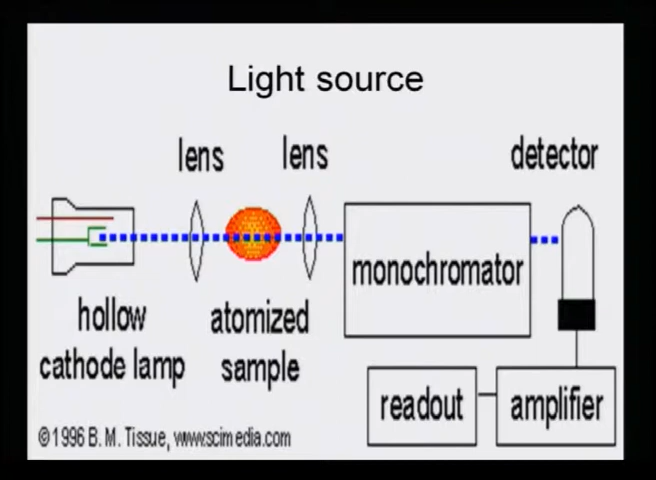 Light source
lens
lens
detector
monochromator
hollow
cathode lamp
atomized
sample
readout
amplifier
©1996 B. M. Tissue, www.scimedia.com